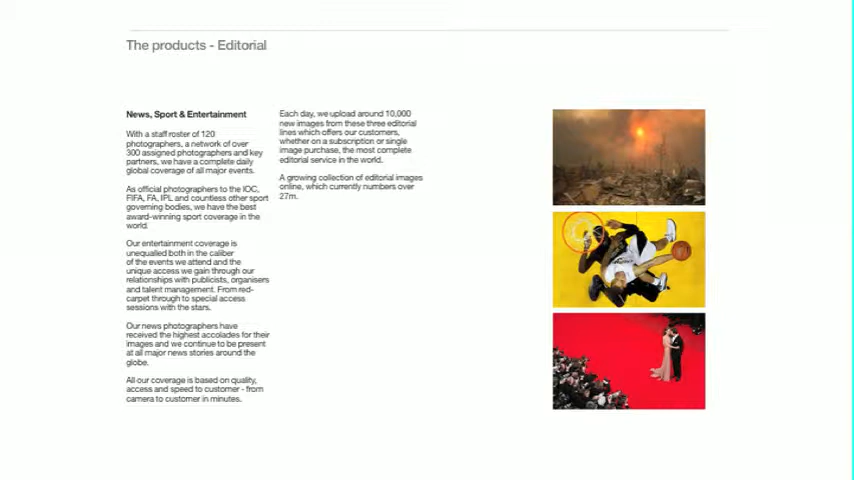 The products - Editorial
News, Sport & Entertainment
With a staff roster of 120
photographers, a network of over
300 assigned photographers and key
partners, we have a complete daily
global coverage of all major events.
As official photographers to the IOC,
FIFA, FA, IPL and countless other sport
governing bodies, we have the best
award-winning sport coverage in the
world.
Our entertainment coverage is
unequalled both in the caliber
of the events we attend and the
unique access we gain through our
relationships with publicists, organisers
and talent management. From red-
carpet through to special access
sessions with the stars.
Our news photographers have
received the highest accolades for their
images and we continue to be present
at all major news stories around the
globe.
All our coverage is based on quality,
access and speed to customer - from
camera to customer in minutes.
Each day, we upload around 10,000
new images from these three editorial
lines which offers our customers,
whether on a subscription or single
image purchase, the most complete
editorial service in the world.
A growing collection of editorial images
online, which currently numbers over
27m.